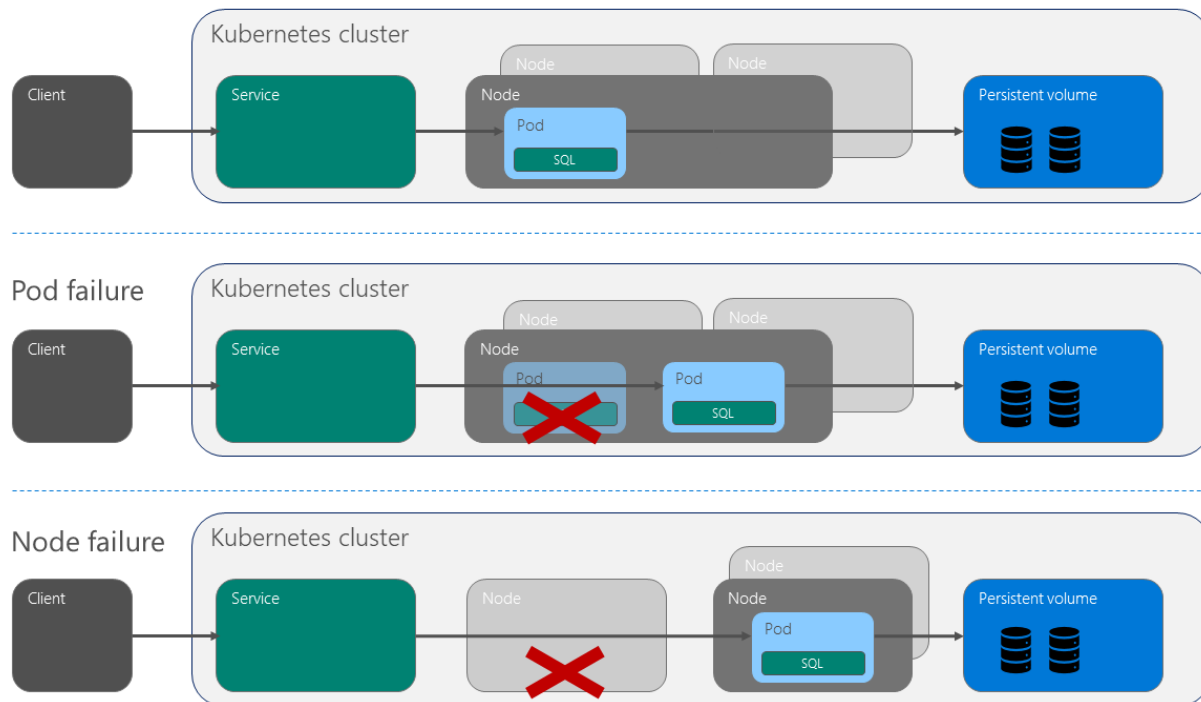 Kubernetes cluster
Client
Service
Node
Node
Node
Pod
SQL
Persistent volume
Pod failure
Kubernetes cluster
Client
Service
Node
Node
Node
Pod
Pod
SQL
Persistent volume
Node failure
Kubernetes cluster
Client
Service
Node
Node
Node
Pod
SQL
Persistent volume